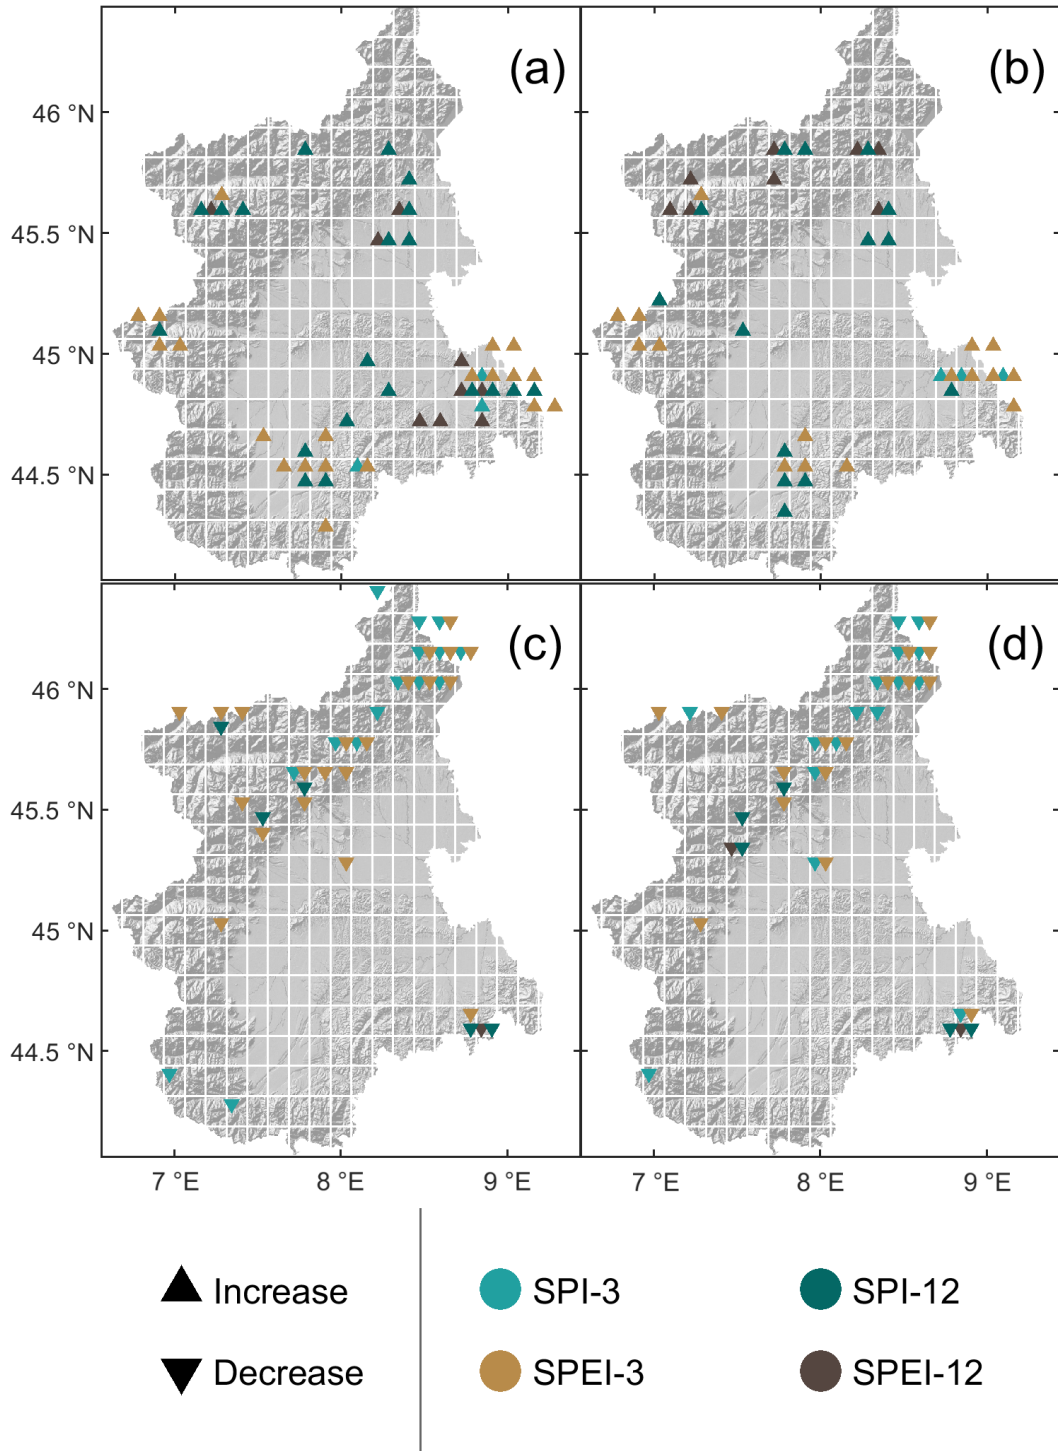 (a)
(b)
46 °N
45.5 °N
45 °N
44.5 °N
(c)
(d)
46 °N
45.5 °N
45 °N
44.5 °N
7 °E
8 °E
9 °E
7 °E
8 °E
9 °E
Increase
SPI-3
SPI-12
Decrease
SPEI-3
SPEI-12